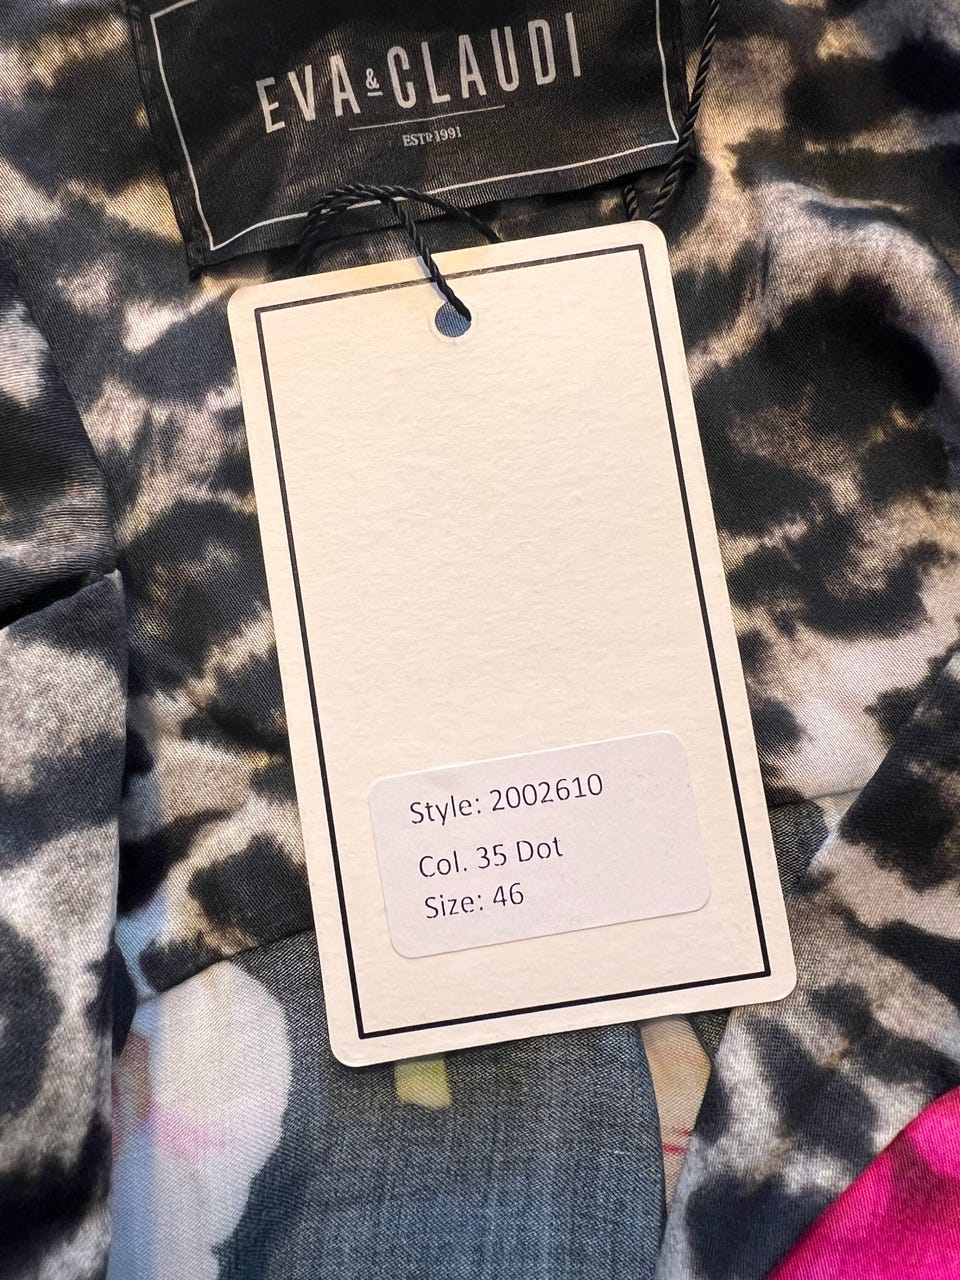 EVA & CLAUDI
ESTD 1991
Style: 2002610
Col. 35 Dot
Size: 46